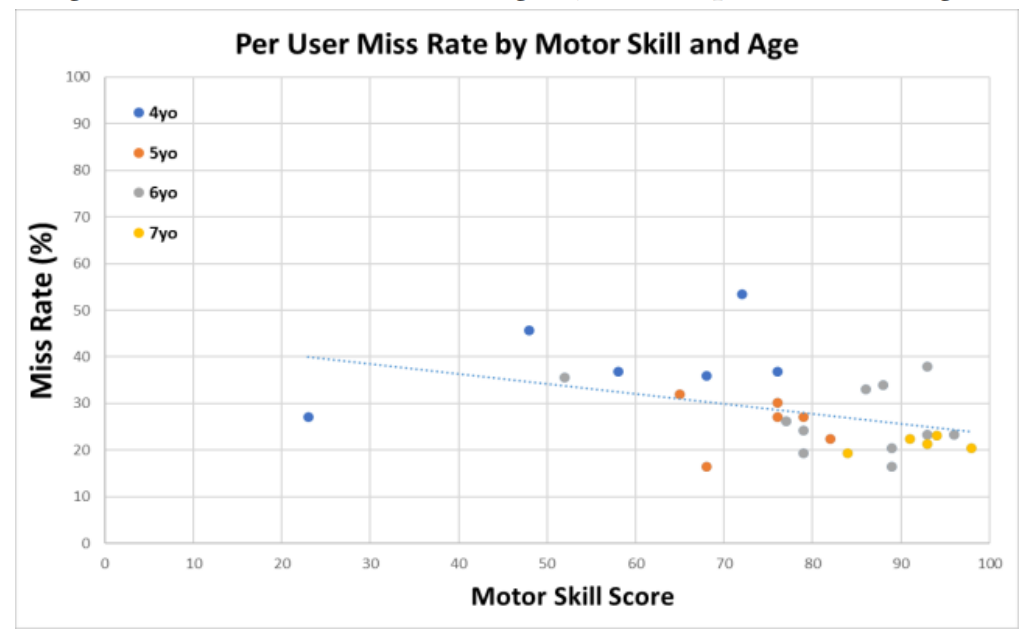 Per User Miss Rate by Motor Skill and Age
100
90
80
70
60
50
40
30
20
10
0
4yo
5yo
6yo
7yo
Miss Rate (%)
0 10 20 30 40 50 60 70 80 90 100
Motor Skill Score